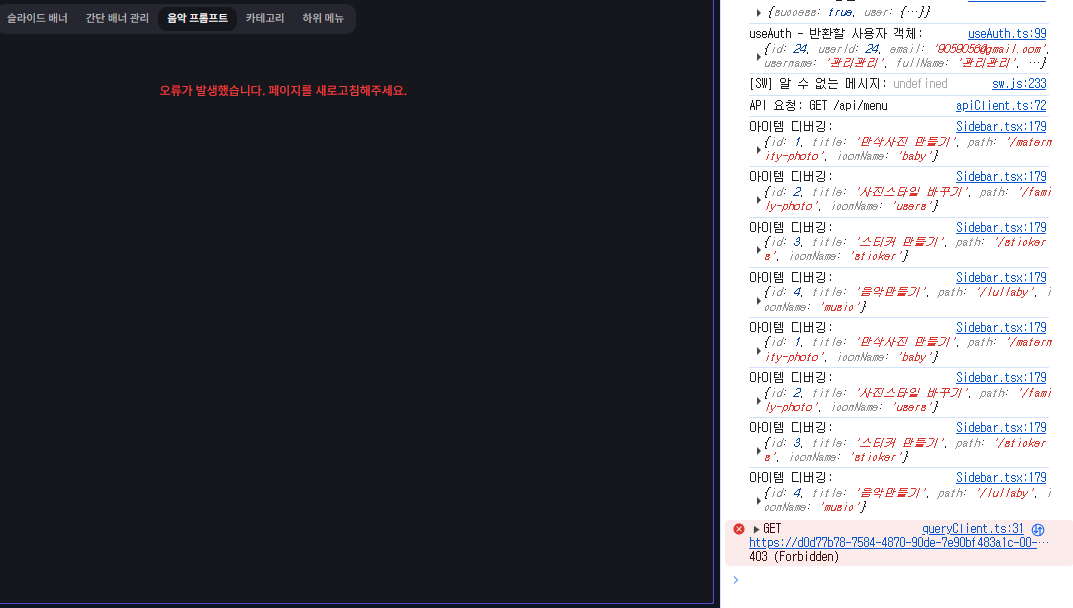 슬라이드 배너 간단 배너 관리 음악 프롬프트 카테고리 하위 메뉴
오류가 발생했습니다. 페이지를 새로고침해주세요.
{success: true, user: {…}}
useAuth - 반환할 사용자 객체: useAuth.ts:99
{id: 24, userId: 24, email: '@gmail.com',
username: '관리관리', fullName: '관리관리', …}
[SW] 알 수 없는 메시지: undefined sw.js:233
API 요청: GET /api/menu apiClient.ts:72
아이템 디버깅: Sidebar.tsx:179
{id: 1, title: '만삭사진 만들기', path: '/matern
ity-photo', iconName: 'baby'}
아이템 디버깅: Sidebar.tsx:179
{id: 2, title: '사진스타일 바꾸기', path: '/fami
ly-photo', iconName: 'users'}
아이템 디버깅: Sidebar.tsx:179
{id: 3, title: '스티커 만들기', path: '/sticker
s', iconName: 'sticker'}
아이템 디버깅: Sidebar.tsx:179
{id: 4, title: '음악만들기', path: '/lullaby', i
conName: 'music'}
아이템 디버깅: Sidebar.tsx:179
{id: 1, title: '만삭사진 만들기', path: '/matern
ity-photo', iconName: 'baby'}
아이템 디버깅: Sidebar.tsx:179
{id: 2, title: '사진스타일 바꾸기', path: '/fami
ly-photo', iconName: 'users'}
아이템 디버깅: Sidebar.tsx:179
{id: 3, title: '스티커 만들기', path: '/sticker
s', iconName: 'sticker'}
아이템 디버깅: Sidebar.tsx:179
{id: 4, title: '음악만들기', path: '/lullaby', i
conName: 'music'}
GET queryClient.ts:31
https://d0d77b78-7584-4870-90de-7e90bf483a1c-00-…
403 (Forbidden)